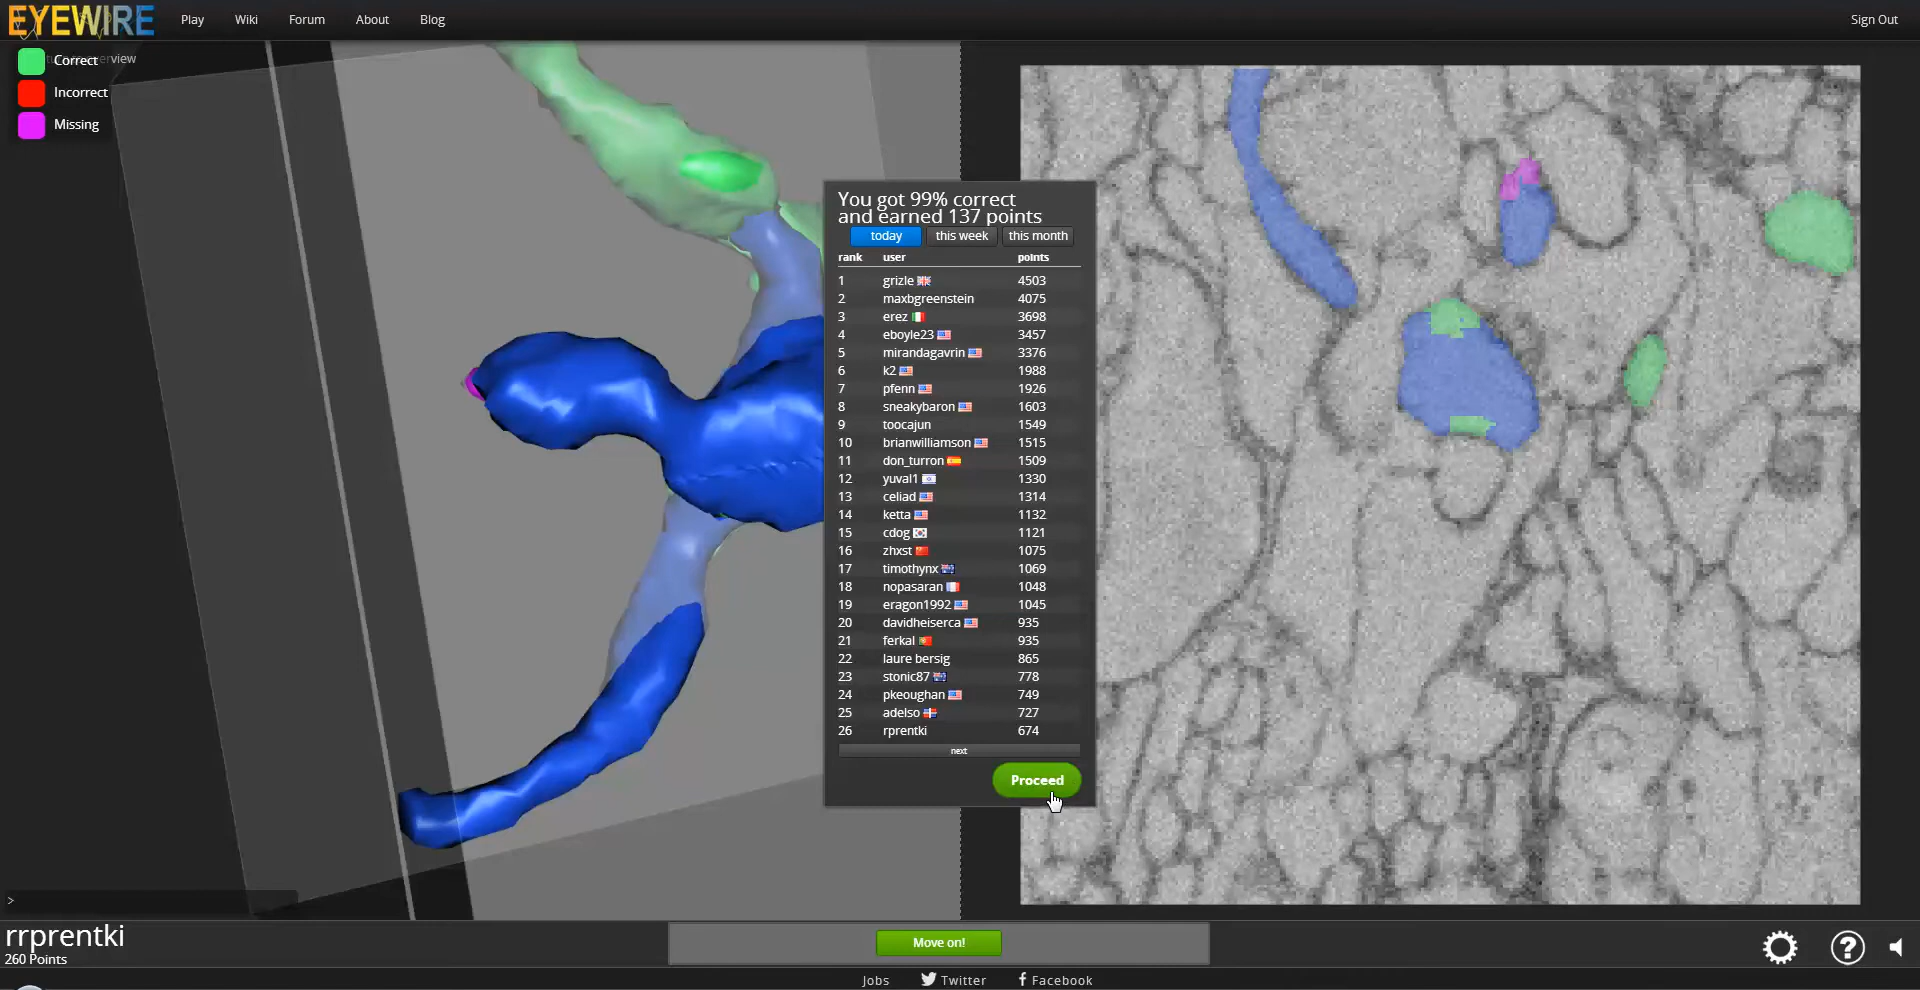 EYEWIRE Play Wiki Forum About Blog Sign Out
Correct
Incorrect
Missing
You got 99% correct
and earned 137 points
today this week this month
rank user points
1 grizle 4503
2 maxbgreenstein 4075
3 erez 3698
4 eboyle23 3457
5 mirandagavrin 3376
6 k2 1988
7 pfenn 1926
8 sneakybaron 1603
9 toocajun 1549
10 brianwilliamson 1515
11 don_turron 1509
12 yuval1 1330
13 celiad 1314
14 ketta 1132
15 cdog 1121
16 zhxst 1075
17 timothynx 1069
18 nopasaran 1048
19 eragon1992 1045
20 davidheiserca 935
21 ferkal 935
22 laure bersig 865
23 stonic87 778
24 pkeoughan 749
25 adelso 727
26 rprentki 674
next
Proceed
>
rrprentki
260 Points
Move on!
?
Jobs Twitter Facebook